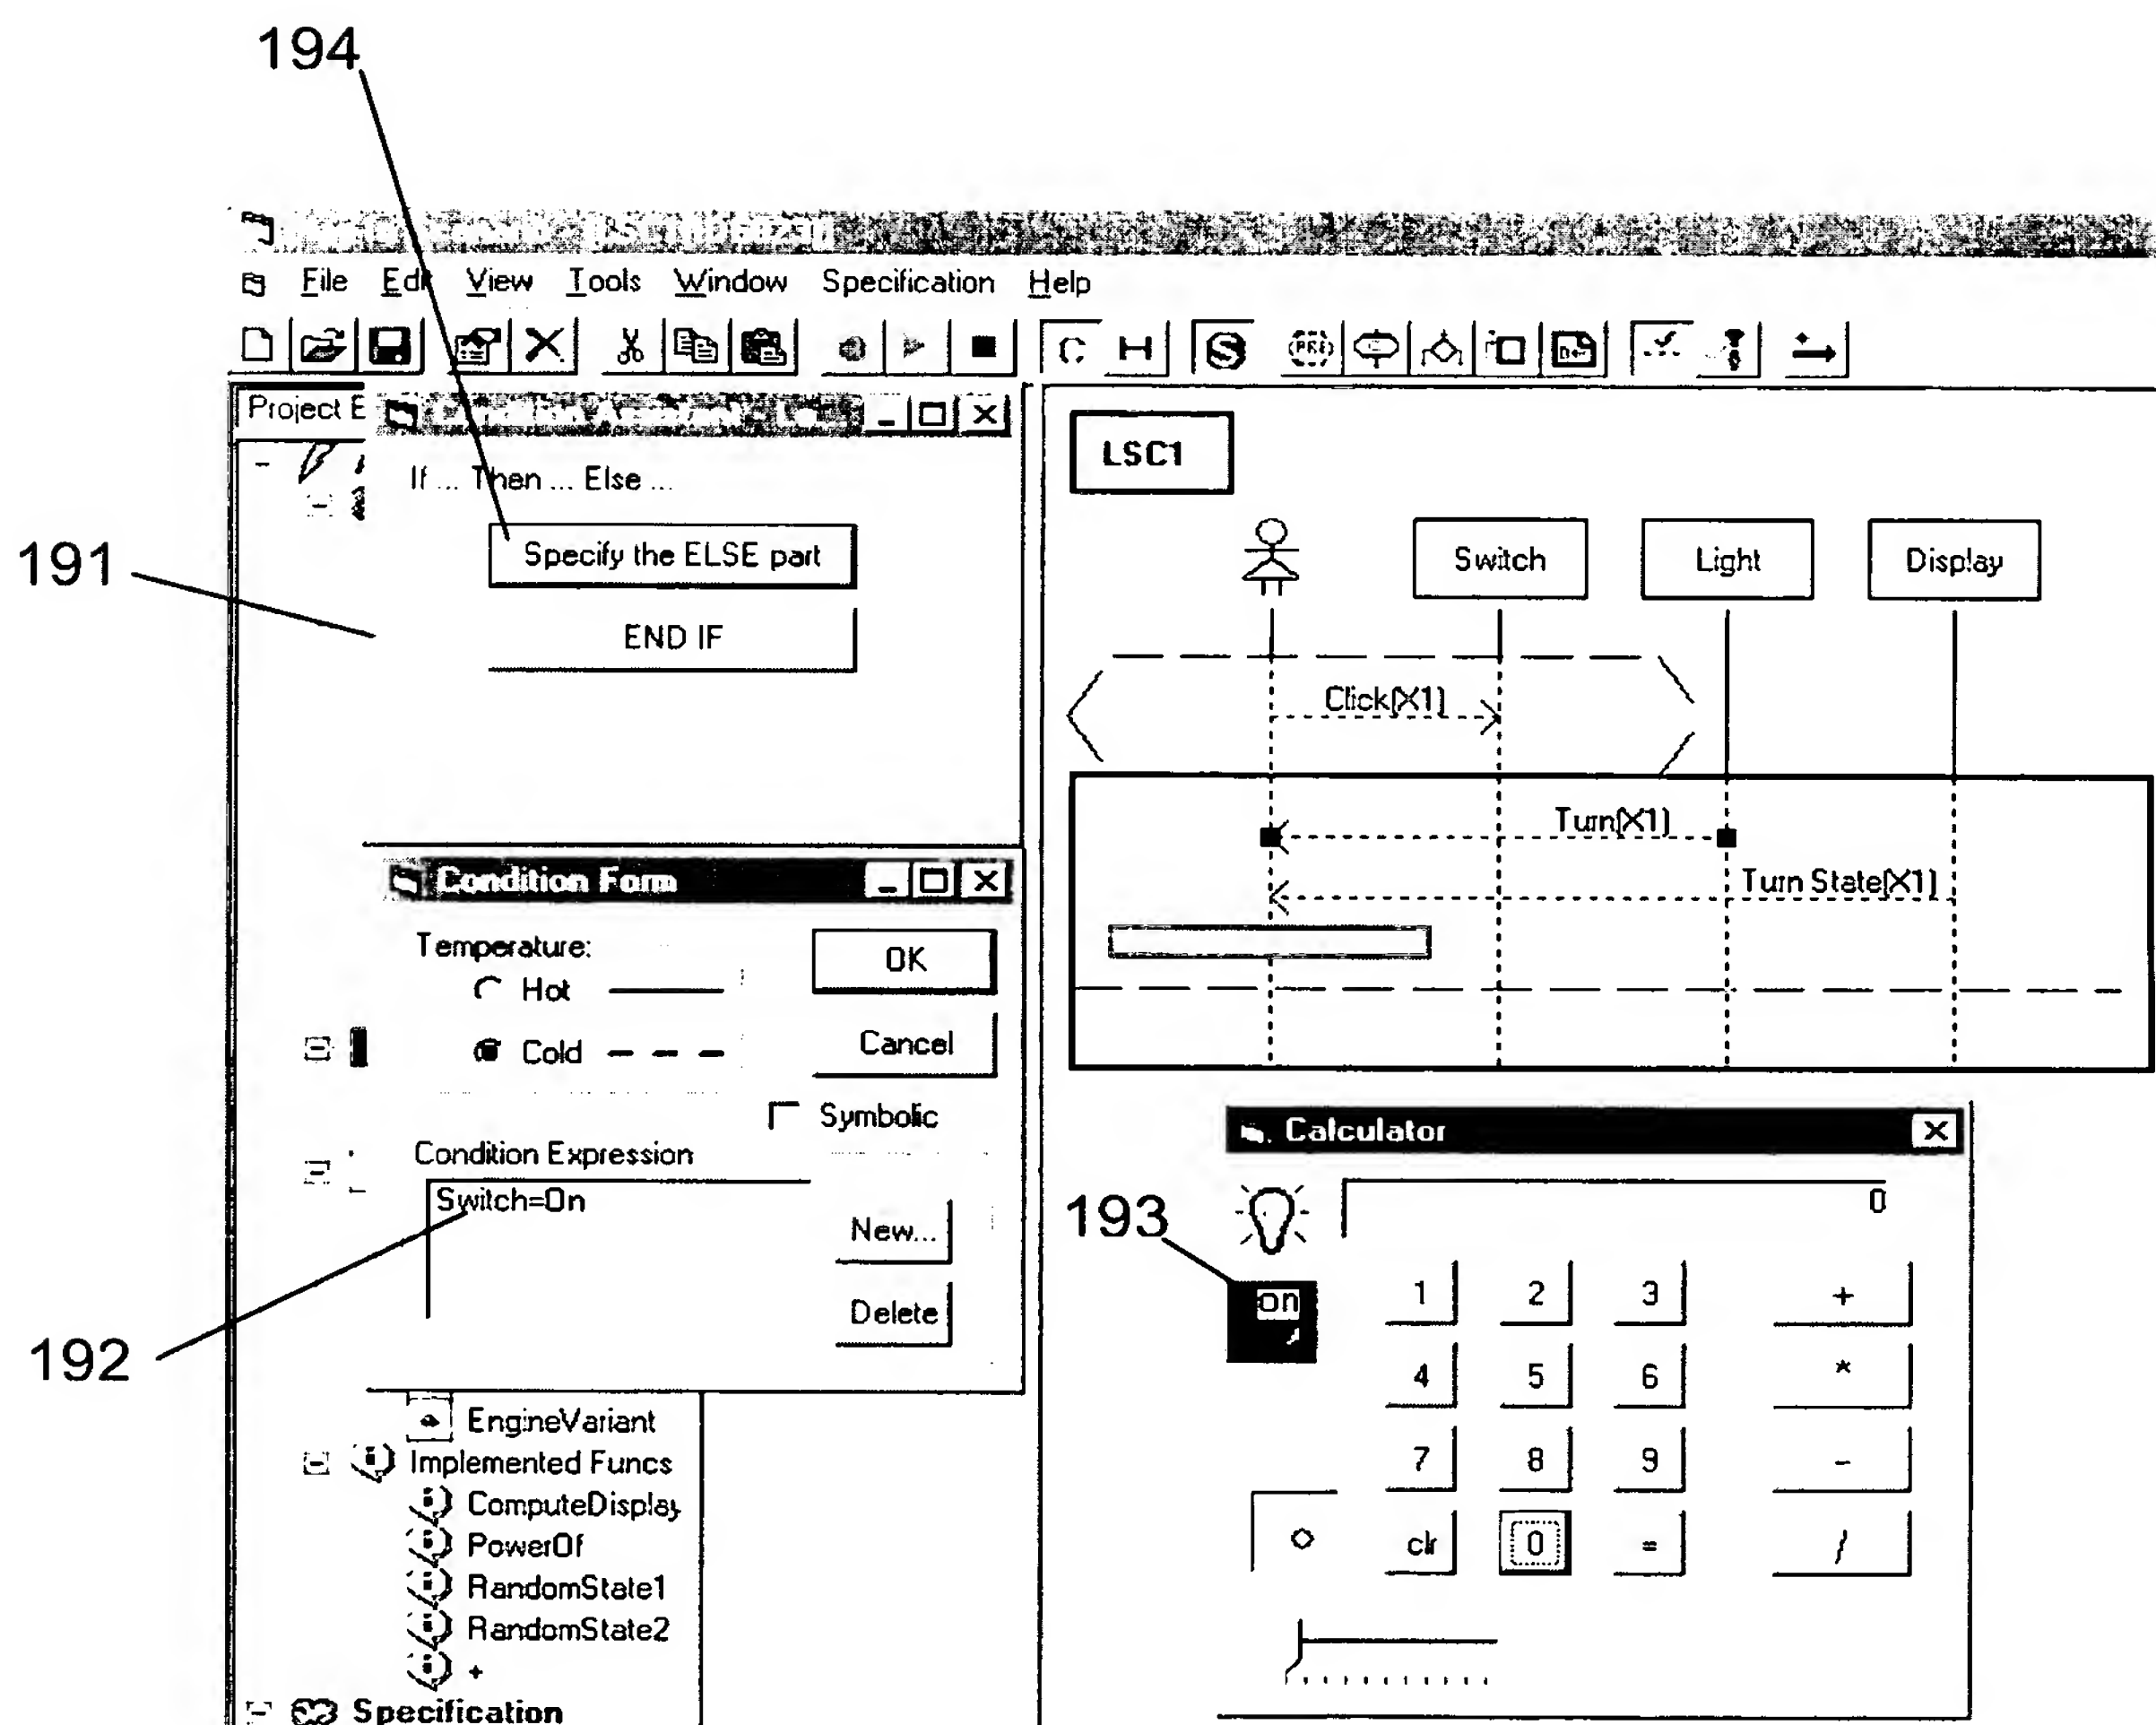 194
File Edit View Tools Window Specification Help
C H S PRE
Project E
If ... Then ... Else ...
LSC1
Specify the ELSE part
Switch Light Display
191
END IF
Click(X1)
Turn(X1)
Condition Form
Turn State(X1)
Temperature:
OK
Hot
Cold
Cancel
Symbolic
Calculator
Condition Expression
Switch=On
0
New...
193
on
1 2 3 +
Delete
192
4 5 6 *
EngineVariant
7 8 9 -
Implemented Funcs
ComputeDisplay
clr 0 = /
PowerOf
RandomState1
RandomState2
+
Specification